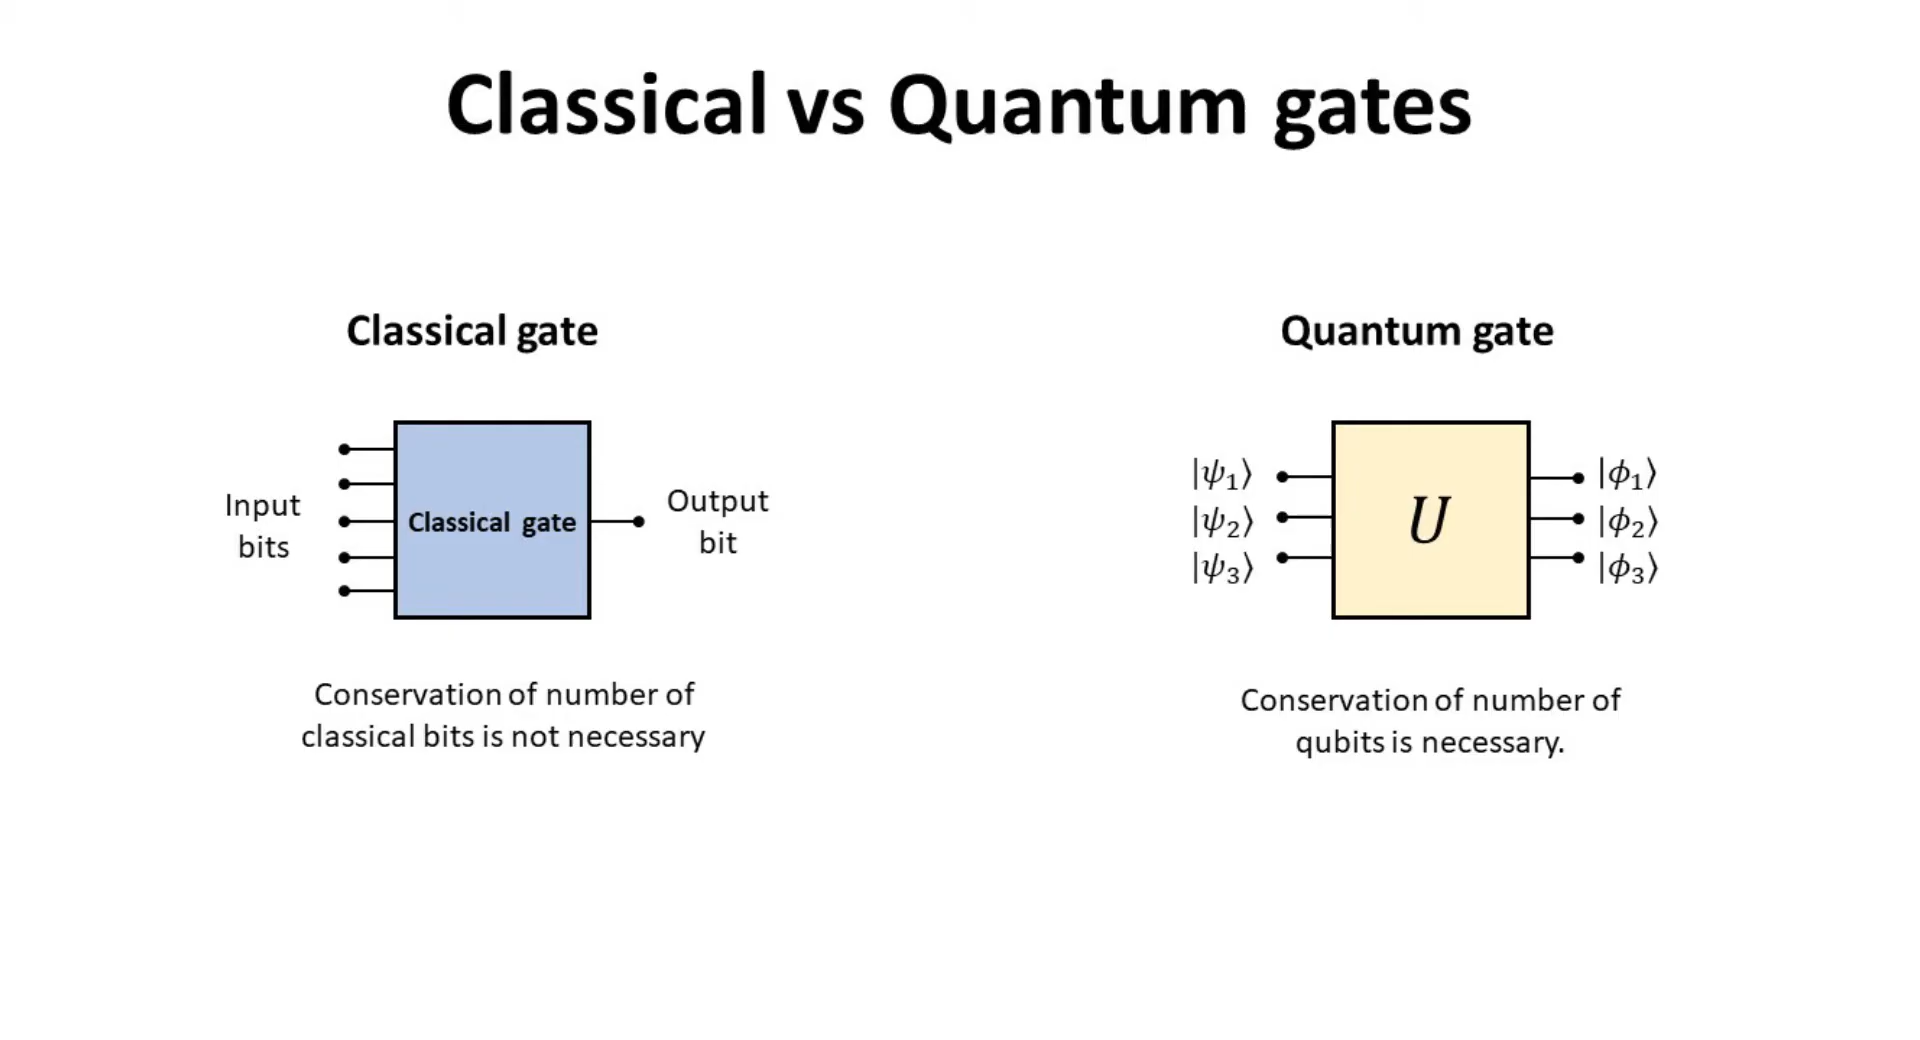 Classical vs Quantum gates
Classical gate
Input
bits
Classical gate
Output
bit
Conservation of number of
classical bits is not necessary
Quantum gate
|ψ₁⟩
|ψ₂⟩
|ψ₃⟩
U
|ϕ₁⟩
|ϕ₂⟩
|ϕ₃⟩
Conservation of number of
qubits is necessary.